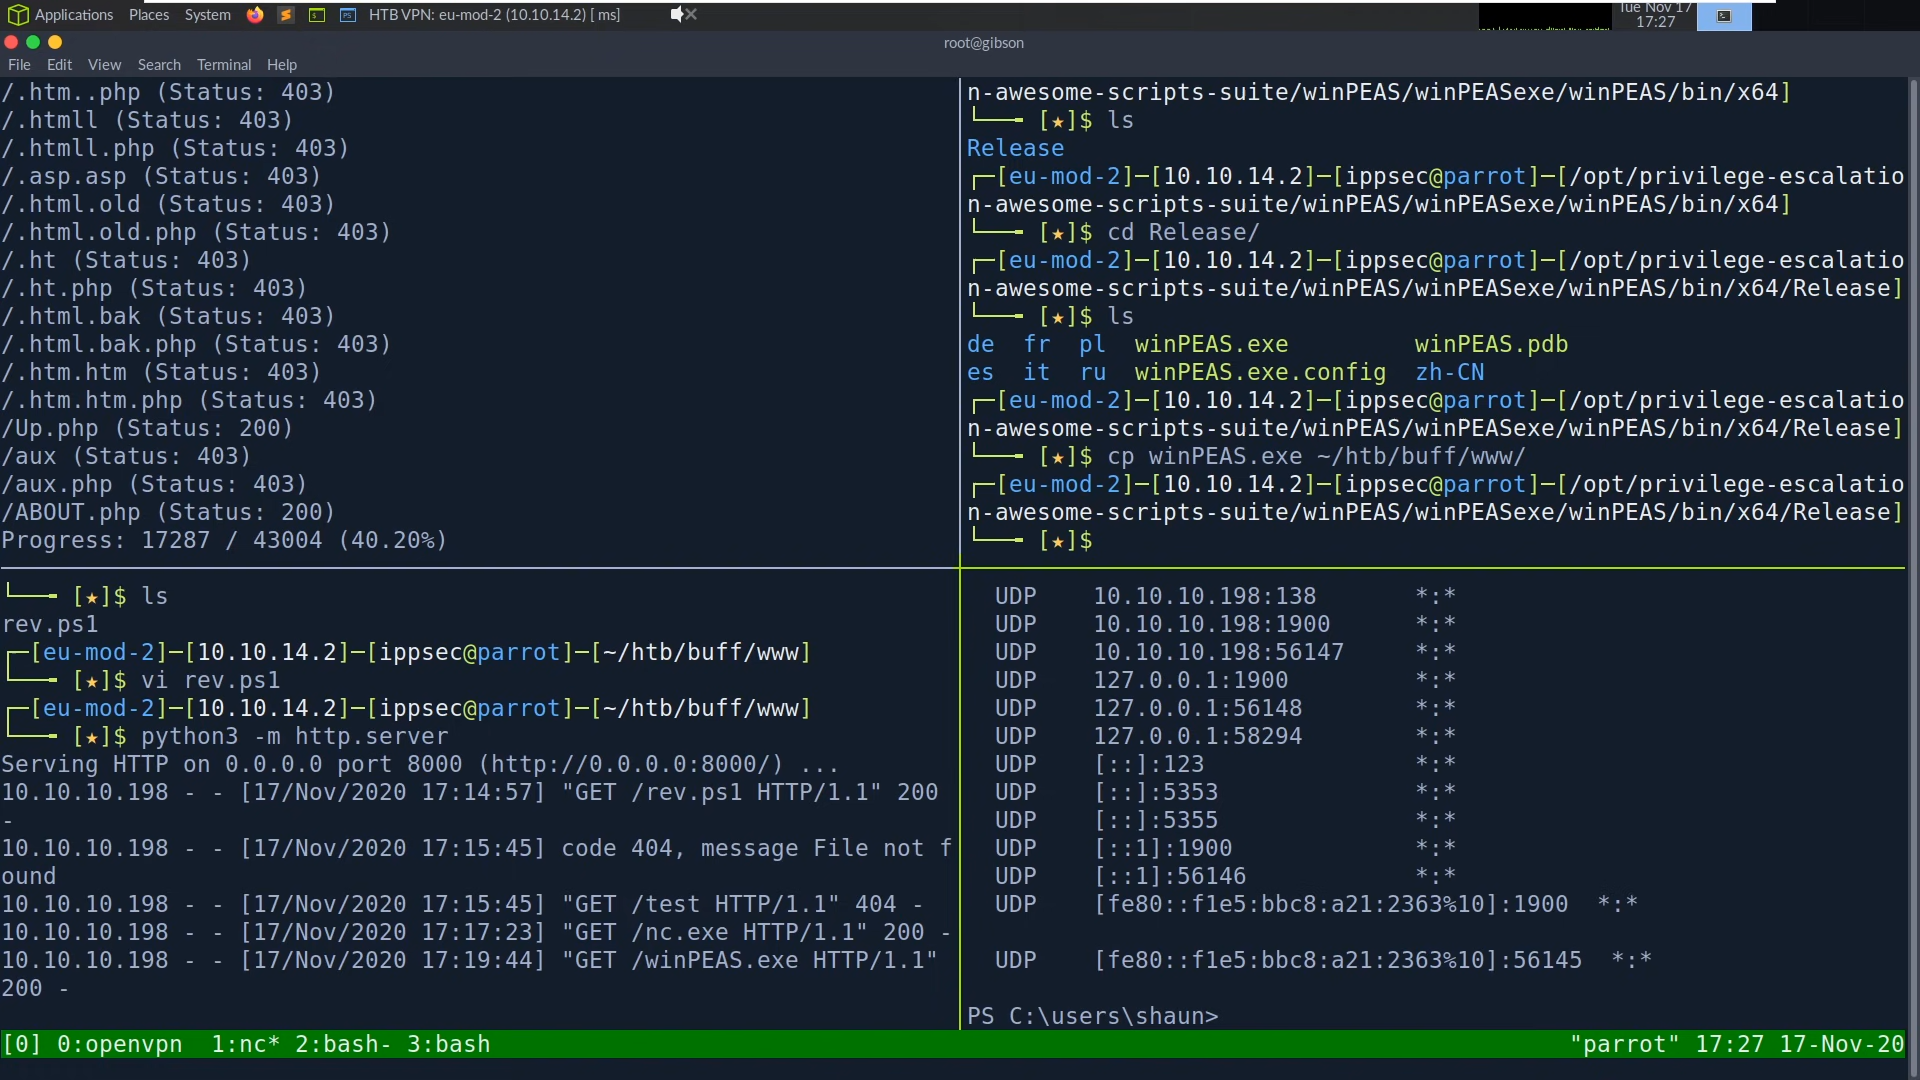 Applications Places System HTB VPN: eu-mod-2 (10.10.14.2) [ ms] Tue Nov 17
17:27
root@gibson
File Edit View Search Terminal Help
/.htm..php (Status: 403)
/.htmll (Status: 403)
/.htmll.php (Status: 403)
/.asp.asp (Status: 403)
/.html.old (Status: 403)
/.html.old.php (Status: 403)
/.ht (Status: 403)
/.ht.php (Status: 403)
/.html.bak (Status: 403)
/.html.bak.php (Status: 403)
/.htm.htm (Status: 403)
/.htm.htm.php (Status: 403)
/Up.php (Status: 200)
/aux (Status: 403)
/aux.php (Status: 403)
/ABOUT.php (Status: 200)
Progress: 17287 / 43004 (40.20%)
n-awesome-scripts-suite/winPEAS/winPEASexe/winPEAS/bin/x64]
└──╼ [★]$ ls
Release
┌─[eu-mod-2]─[10.10.14.2]─[ippsec@parrot]─[/opt/privilege-escalatio
n-awesome-scripts-suite/winPEAS/winPEASexe/winPEAS/bin/x64]
└──╼ [★]$ cd Release/
┌─[eu-mod-2]─[10.10.14.2]─[ippsec@parrot]─[/opt/privilege-escalatio
n-awesome-scripts-suite/winPEAS/winPEASexe/winPEAS/bin/x64/Release]
└──╼ [★]$ ls
de fr pl winPEAS.exe winPEAS.pdb
es it ru winPEAS.exe.config zh-CN
┌─[eu-mod-2]─[10.10.14.2]─[ippsec@parrot]─[/opt/privilege-escalatio
n-awesome-scripts-suite/winPEAS/winPEASexe/winPEAS/bin/x64/Release]
└──╼ [★]$ cp winPEAS.exe ~/htb/buff/www/
┌─[eu-mod-2]─[10.10.14.2]─[ippsec@parrot]─[/opt/privilege-escalatio
n-awesome-scripts-suite/winPEAS/winPEASexe/winPEAS/bin/x64/Release]
└──╼ [★]$
└──╼ [★]$ ls
rev.ps1
┌─[eu-mod-2]─[10.10.14.2]─[ippsec@parrot]─[~/htb/buff/www]
└──╼ [★]$ vi rev.ps1
┌─[eu-mod-2]─[10.10.14.2]─[ippsec@parrot]─[~/htb/buff/www]
└──╼ [★]$ python3 -m http.server
Serving HTTP on 0.0.0.0 port 8000 (http://0.0.0.0:8000/) ...
10.10.10.198 - - [17/Nov/2020 17:14:57] "GET /rev.ps1 HTTP/1.1" 200
-
10.10.10.198 - - [17/Nov/2020 17:15:45] code 404, message File not f
ound
10.10.10.198 - - [17/Nov/2020 17:15:45] "GET /test HTTP/1.1" 404 -
10.10.10.198 - - [17/Nov/2020 17:17:23] "GET /nc.exe HTTP/1.1" 200 -
10.10.10.198 - - [17/Nov/2020 17:19:44] "GET /winPEAS.exe HTTP/1.1"
200 -
UDP 10.10.10.198:138 *:*
UDP 10.10.10.198:1900 *:*
UDP 10.10.10.198:56147 *:*
UDP 127.0.0.1:1900 *:*
UDP 127.0.0.1:56148 *:*
UDP 127.0.0.1:58294 *:*
UDP [::]:123 *:*
UDP [::]:5353 *:*
UDP [::]:5355 *:*
UDP [::1]:1900 *:*
UDP [::1]:56146 *:*
UDP [fe80::f1e5:bbc8:a21:2363%10]:1900 *:*
UDP [fe80::f1e5:bbc8:a21:2363%10]:56145 *:*
PS C:\users\shaun>
[0] 0:openvpn 1:nc* 2:bash- 3:bash "parrot" 17:27 17-Nov-20